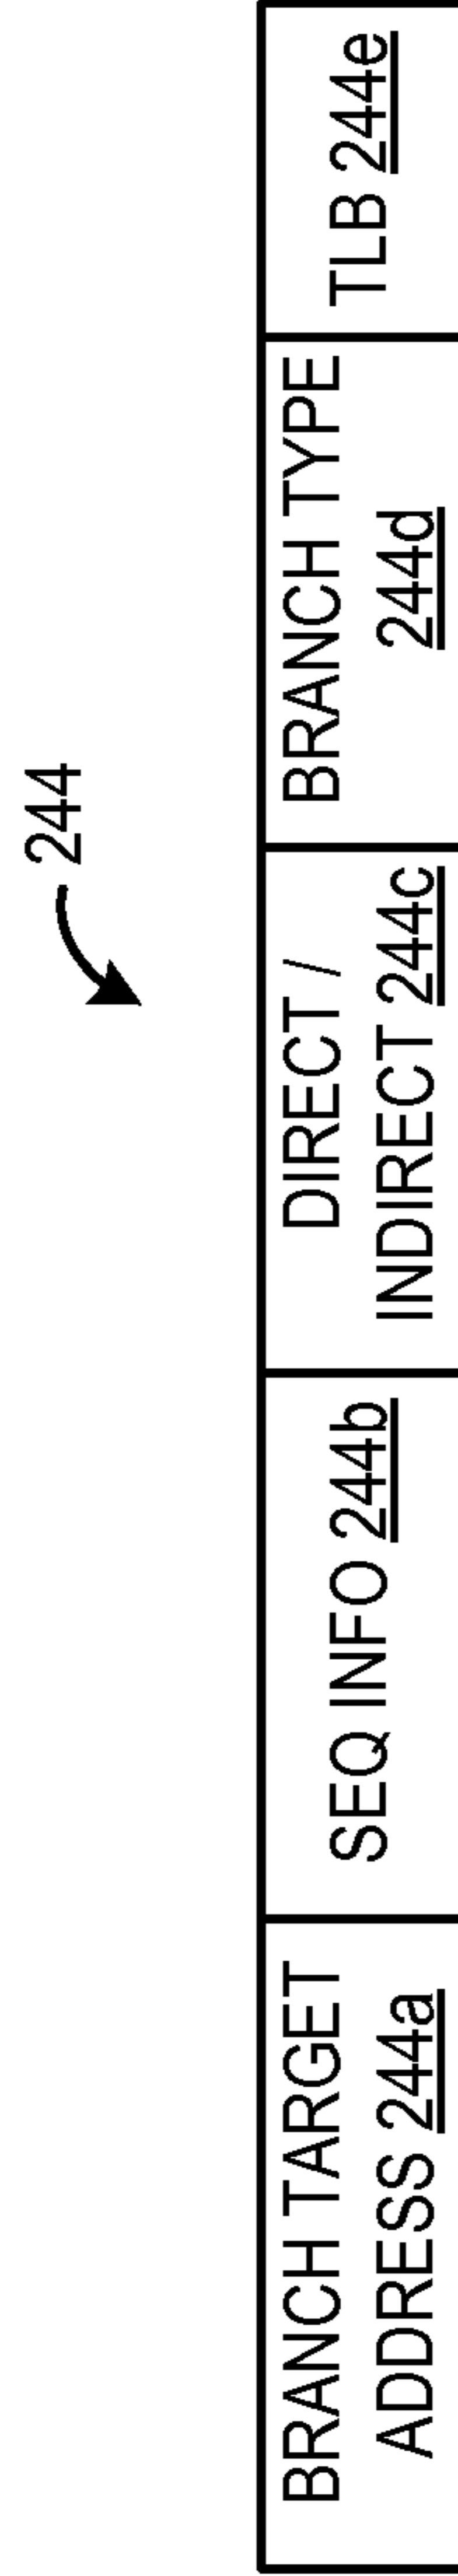 244
BRANCH TARGET
ADDRESS 244a
SEQ INFO 244b
DIRECT /
INDIRECT 244c
BRANCH TYPE
244d
TLB 244e